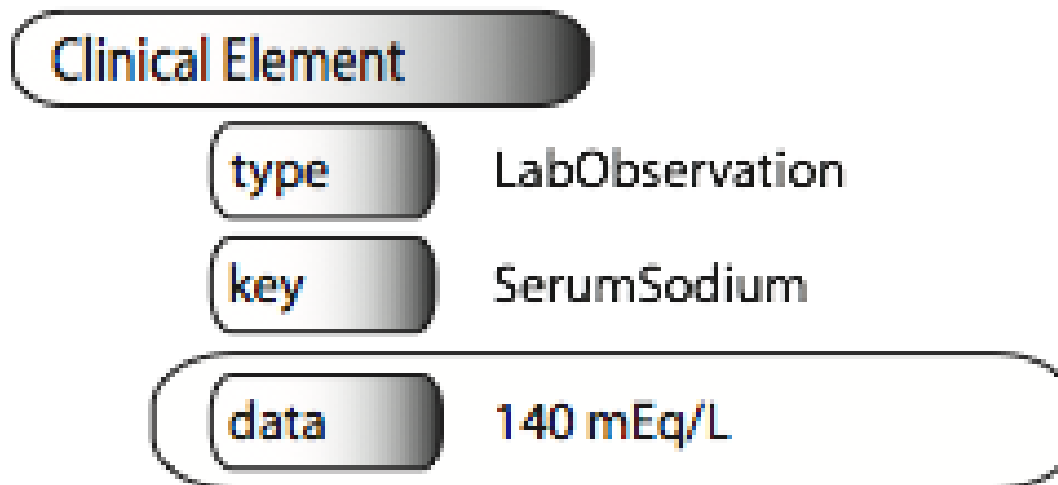 Clinical Element
type LabObservation
key SerumSodium
data 140 mEq/L